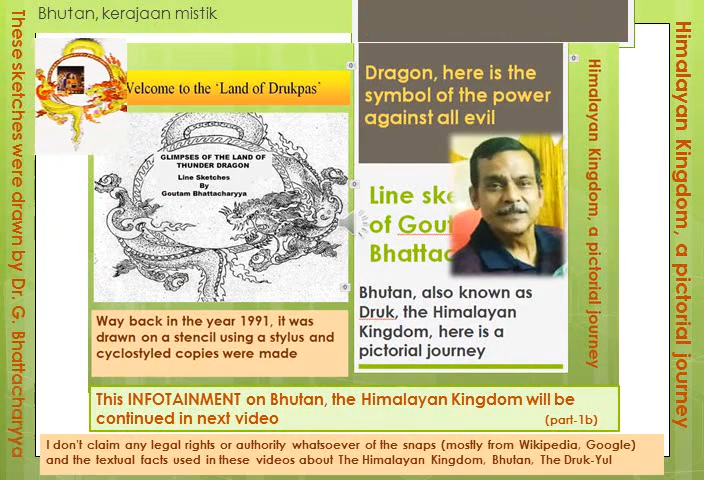 Bhutan, kerajaan mistik
These sketches were drawn by Dr. G. Bhattacharyya
Welcome to the ‘Land of Drukpas’
GLIMPSES OF THE LAND OF
THUNDER DRAGON
Line Sketches
By
Goutam Bhattacharyya
Way back in the year 1991, it was
drawn on a stencil using a stylus and
cyclostyled copies were made
Dragon, here is the
symbol of the power
against all evil
Line
of
Bhutan, also known as
Druk, the Himalayan
Kingdom, here is a
pictorial journey
Himalayan Kingdom, a pictorial journey
Himalayan Kingdom, a pictorial journey
This INFOTAINMENT on Bhutan, the Himalayan Kingdom will be
continued in next video (part-1b)
I don't claim any legal rights or authority whatsoever of the snaps (mostly from Wikipedia, Google)
and the textual facts used in these videos about The Himalayan Kingdom, Bhutan, The Druk-Yul